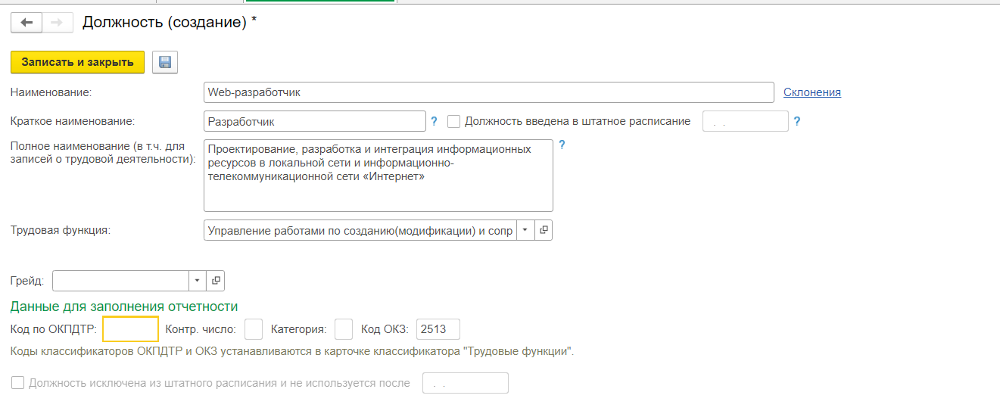 Должность (создание) *
Записать и закрыть
Наименование: Web-разработчик Склонения
Краткое наименование: Разработчик ? Должность введена в штатное расписание . . ?
Полное наименование (в т.ч. для
записей о трудовой деятельности):
Проектирование, разработка и интеграция информационных
ресурсов в локальной сети и информационно-
телекоммуникационной сети «Интернет»
?
Трудовая функция: Управление работами по созданию(модификации) и сопр
Грейд:
Данные для заполнения отчетности
Код по ОКПДТР: Контр. число: Категория: Код ОКЗ: 2513
Коды классификаторов ОКПДТР и ОКЗ устанавливаются в карточке классификатора "Трудовые функции".
Должность исключена из штатного расписания и не используется после . .